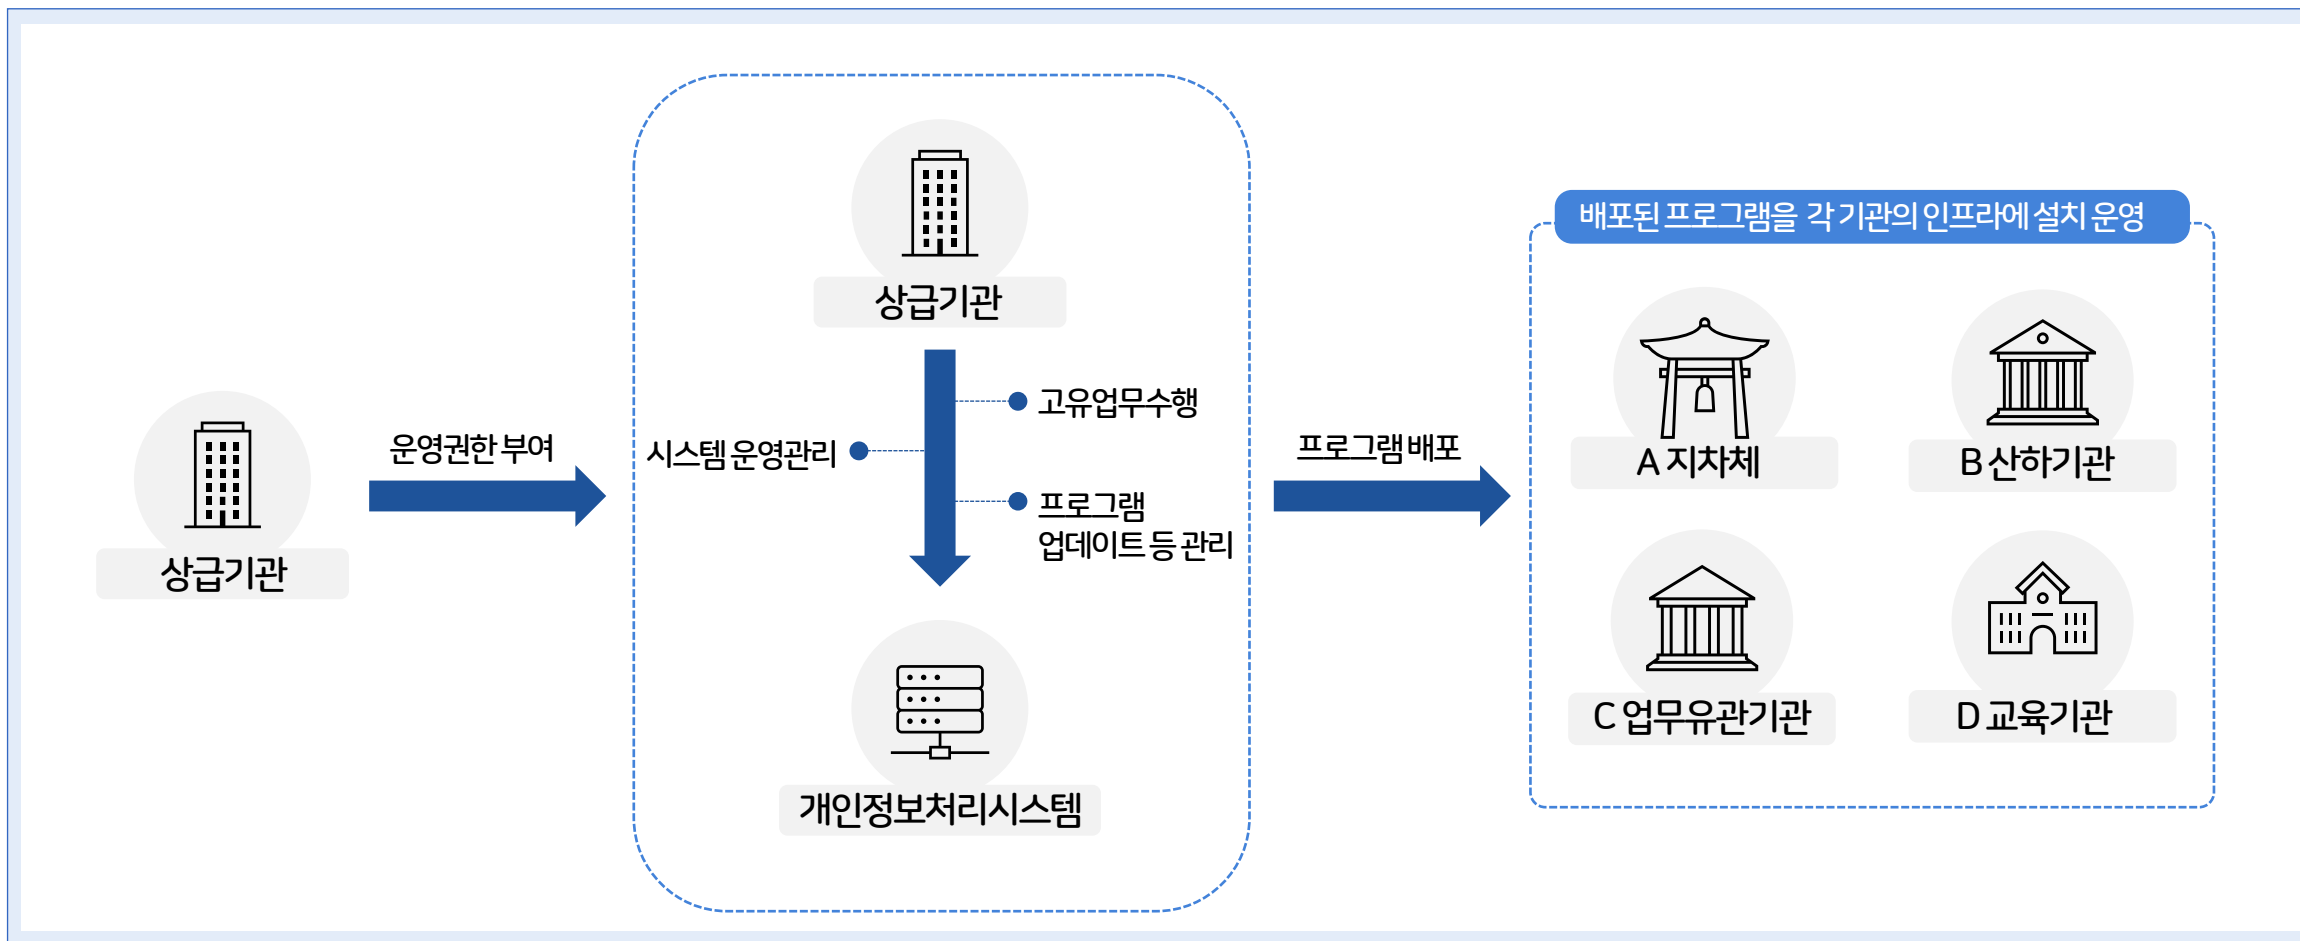 상급기관
운영권한 부여
상급기관
고유업무수행
시스템 운영관리
프로그램
업데이트 등 관리
개인정보처리시스템
프로그램 배포
배포된 프로그램을 각 기관의 인프라에 설치 운영
A 지차체
B 산하기관
C 업무유관기관
D 교육기관